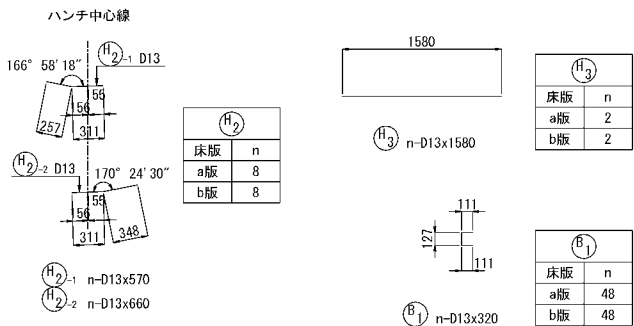 ハンチ中心線
166° 58' 18"
H2-1 D13
55
56
257
311
H2-2 D13
170° 24' 30"
55
56
311
348
H2-1 n-D13x570
H2-2 n-D13x660
H2
床版 n
a版 8
b版 8
1580
H3 n-D13x1580
H3
床版 n
a版 2
b版 2
111
127
111
B1 n-D13x320
B1
床版 n
a版 48
b版 48